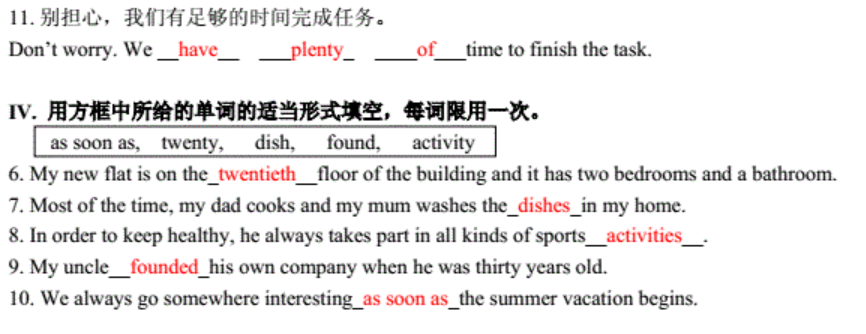 11. 别担心，我们有足够的时间完成任务。
Don't worry. We __have__ ___plenty_ ____of___time to finish the task.
IV. 用方框中所给的单词的适当形式填空，每词限用一次。
as soon as, twenty, dish, found, activity
6. My new flat is on the_twentieth__floor of the building and it has two bedrooms and a bathroom.
7. Most of the time, my dad cooks and my mum washes the_dishes_in my home.
8. In order to keep healthy, he always takes part in all kinds of sports__activities__.
9. My uncle__founded_his own company when he was thirty years old.
10. We always go somewhere interesting_as soon as_the summer vacation begins.